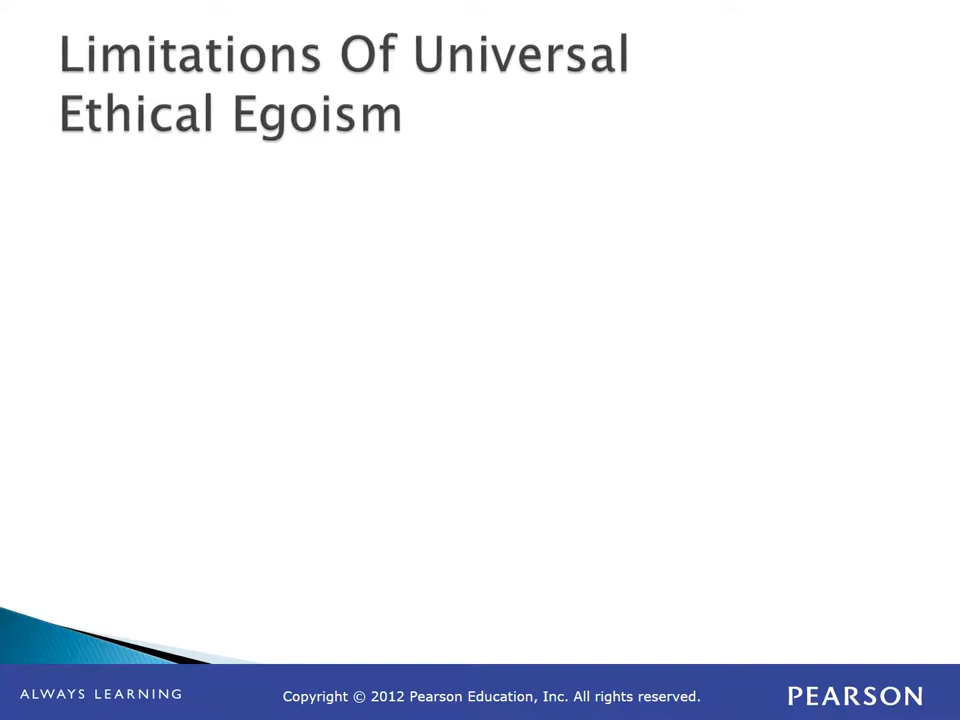 Limitations Of Universal
Ethical Egoism
ALWAYS LEARNING
Copyright © 2012 Pearson Education, Inc. All rights reserved.
PEARSON